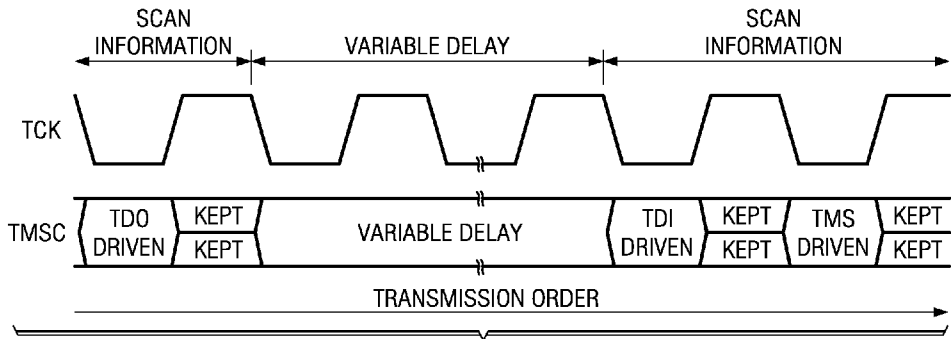 SCAN
INFORMATION
VARIABLE DELAY
SCAN
INFORMATION
TCK
TMSC
TDO
DRIVEN
KEPT
KEPT
VARIABLE DELAY
TDI
DRIVEN
KEPT
KEPT
TMS
DRIVEN
KEPT
KEPT
TRANSMISSION ORDER